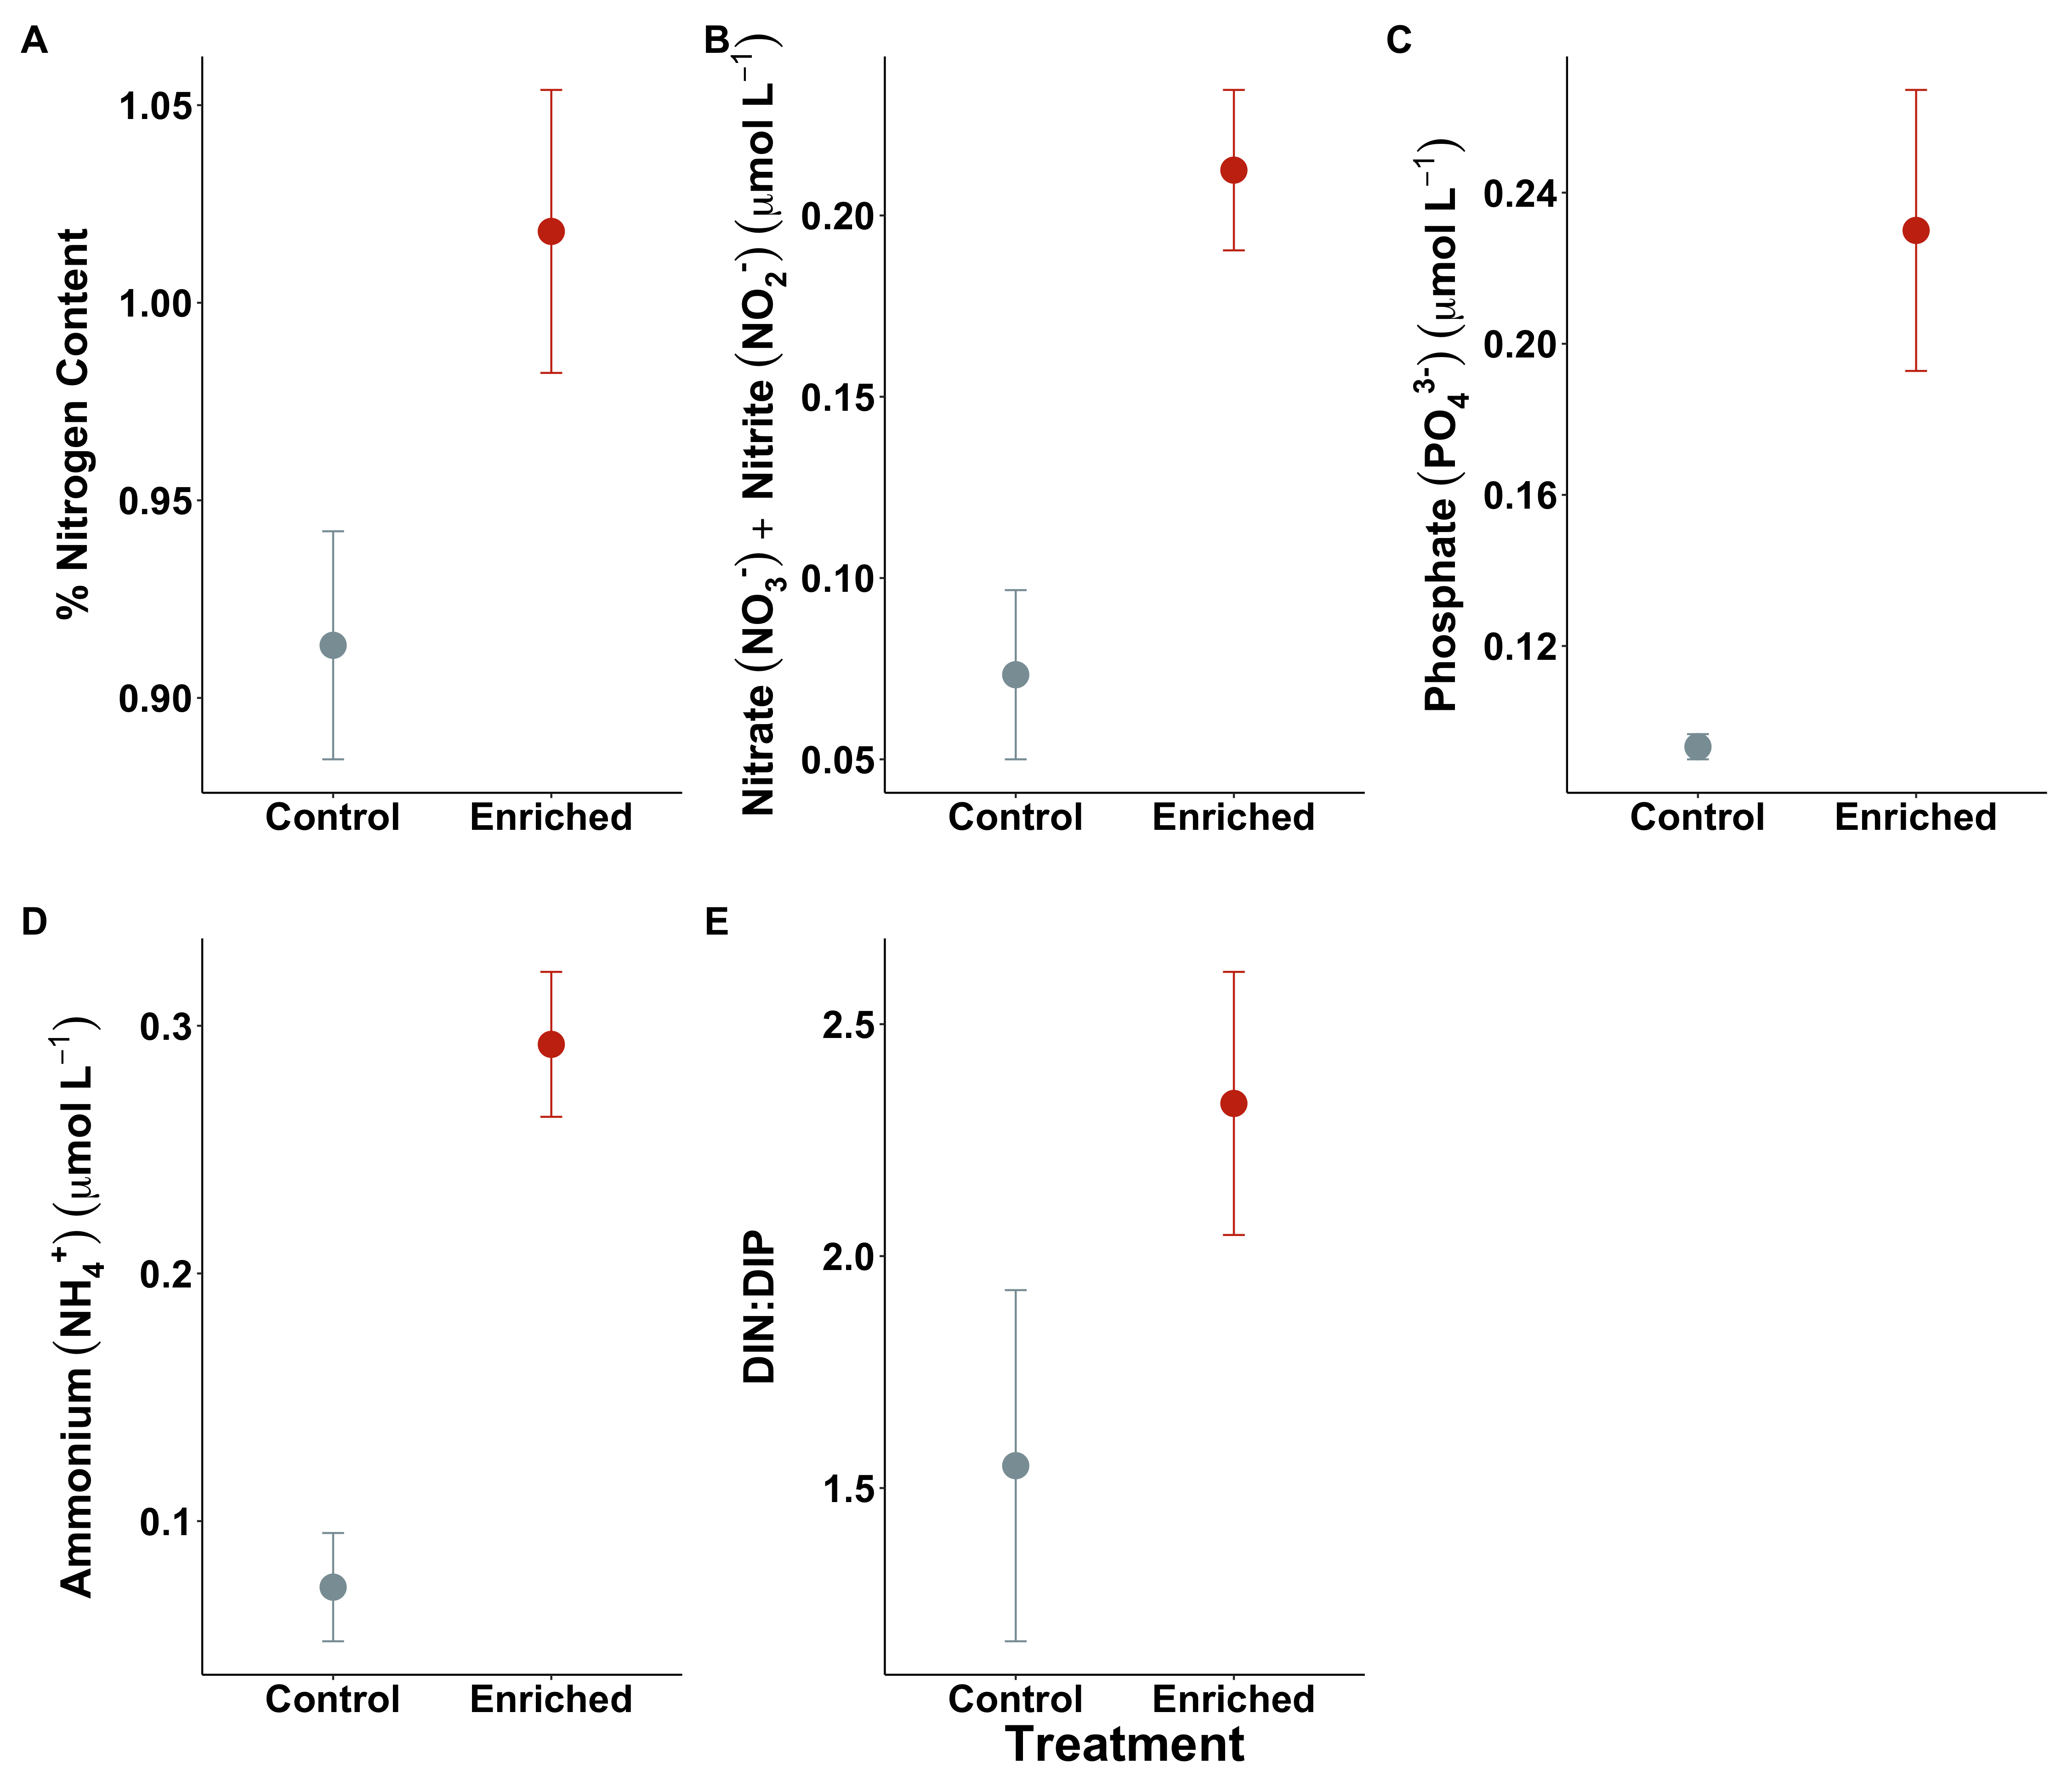 A
% Nitrogen Content
1.05
1.00
0.95
0.90
Control Enriched
B
Nitrate (NO₃⁻) + Nitrite (NO₂⁻) (μmol L⁻¹)
0.20
0.15
0.10
0.05
Control Enriched
C
Phosphate (PO₄³⁻) (μmol L⁻¹)
0.24
0.20
0.16
0.12
Control Enriched
D
Ammonium (NH₄⁺) (μmol L⁻¹)
0.3
0.2
0.1
Control Enriched
E
DIN:DIP
2.5
2.0
1.5
Control Enriched
Treatment